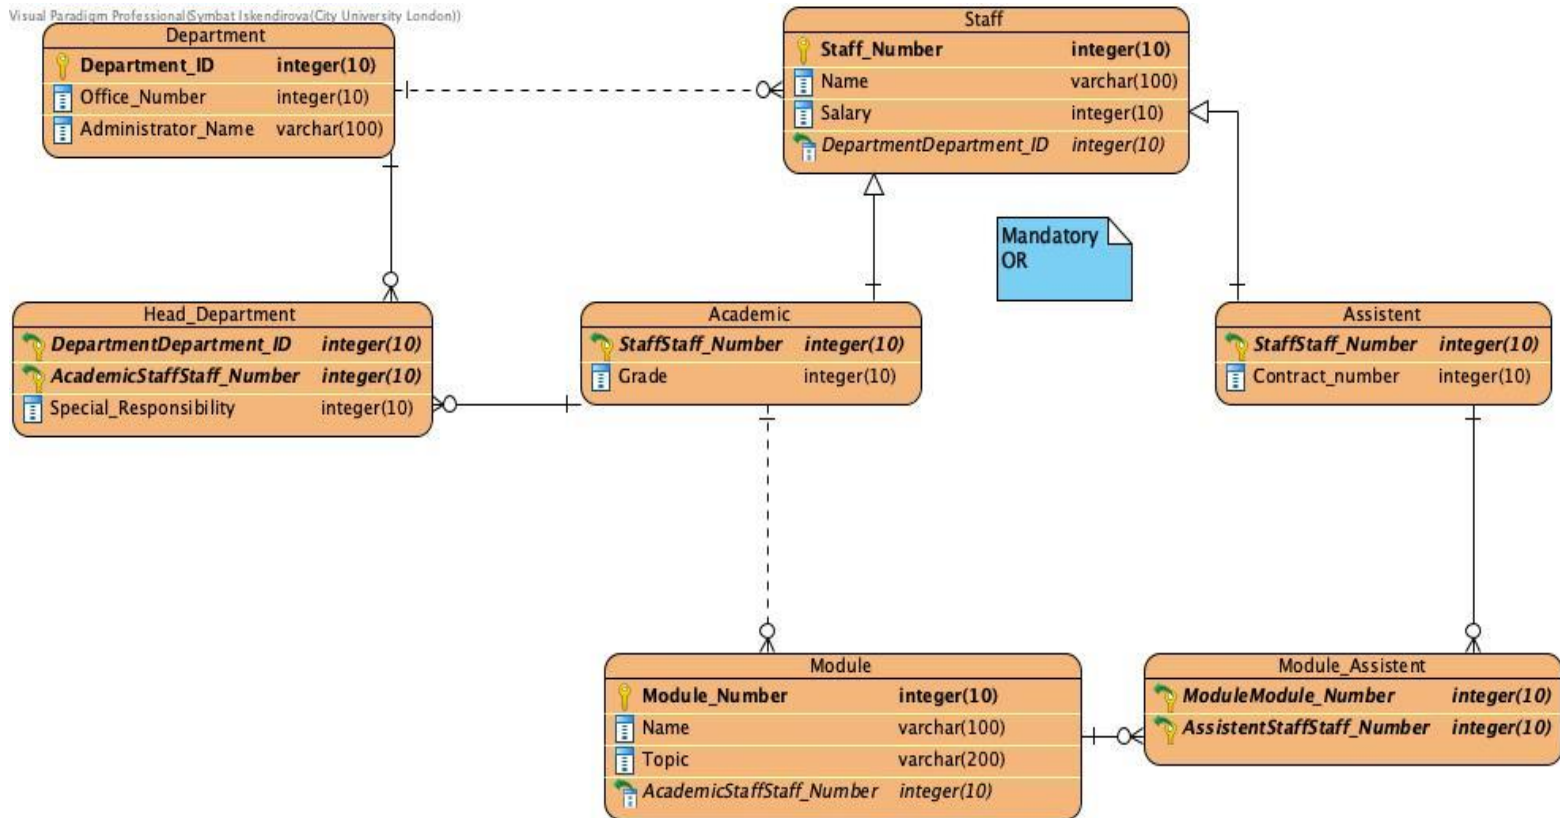 Visual Paradigm Professional(Symbat Iskendirova(City University London))
Department
Department_ID integer(10)
Office_Number integer(10)
Administrator_Name varchar(100)
Staff
Staff_Number integer(10)
Name varchar(100)
Salary integer(10)
DepartmentDepartment_ID integer(10)
Mandatory
OR
Head_Department
DepartmentDepartment_ID integer(10)
AcademicStaffStaff_Number integer(10)
Special_Responsibility integer(10)
Academic
StaffStaff_Number integer(10)
Grade integer(10)
Assistent
StaffStaff_Number integer(10)
Contract_number integer(10)
Module
Module_Number integer(10)
Name varchar(100)
Topic varchar(200)
AcademicStaffStaff_Number integer(10)
Module_Assistent
ModuleModule_Number integer(10)
AssistentStaffStaff_Number integer(10)